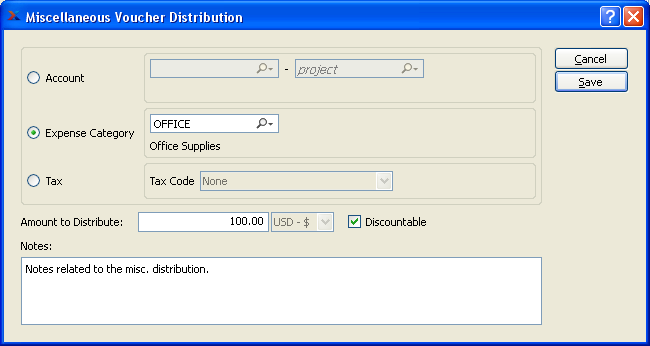 Miscellaneous Voucher Distribution
Account
- project
Cancel
Save
Expense Category
OFFICE
Office Supplies
Tax
Tax Code None
Amount to Distribute: 100.00 USD - $ Discountable
Notes:
Notes related to the misc. distribution.